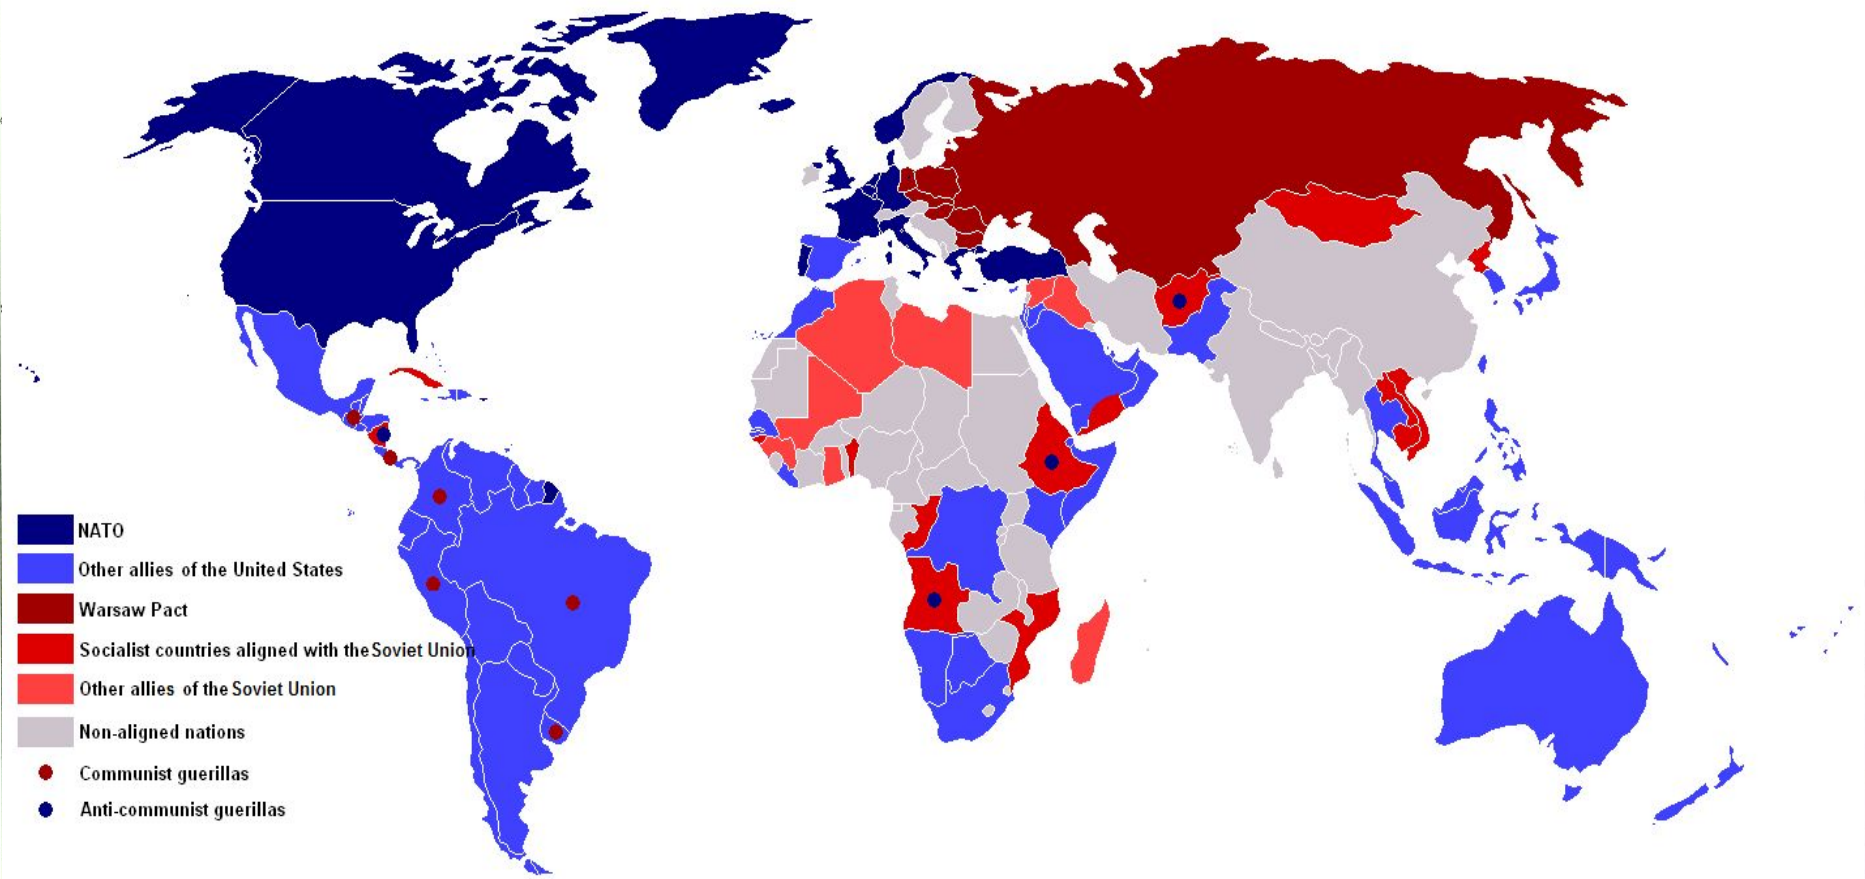 NATO
Other allies of the United States
Warsaw Pact
Socialist countries aligned with the Soviet Union
Other allies of the Soviet Union
Non-aligned nations
Communist guerillas
Anti-communist guerillas